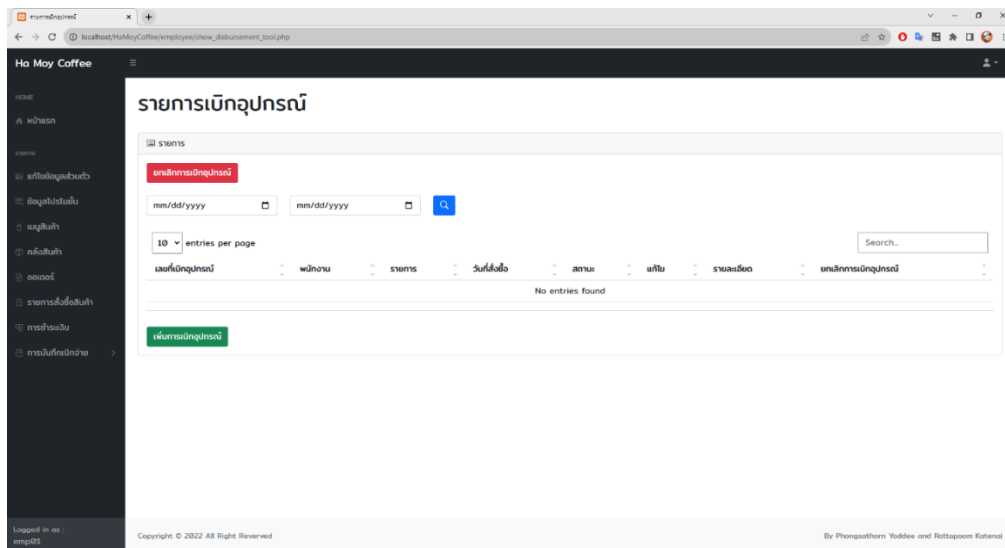 รายการเบิกอุปกรณ์
localhost/HaMoyCoffee/employee/show_disbursement_tool.php
Ha Moy Coffee
HOME
หน้าแรก
รายการ
แก้ไขข้อมูลส่วนตัว
ข้อมูลโปรโมชั่น
เมนูสินค้า
คลังสินค้า
ออเดอร์
รายการสั่งซื้อสินค้า
การชำระเงิน
การบันทึกเบิกจ่าย
Logged in as :
emp01
รายการเบิกอุปกรณ์
รายการ
ยกเลิกการเบิกอุปกรณ์
mm/dd/yyyy mm/dd/yyyy
10 entries per page Search..
เลขที่เบิกอุปกรณ์ พนักงาน รายการ วันที่สั่งซื้อ สถานะ แก้ไข รายละเอียด ยกเลิกการเบิกอุปกรณ์
No entries found
เพิ่มการเบิกอุปกรณ์
Copyright © 2022 All Right Reverved By Phongsathorn Yoddee and Rattapoom Katenai